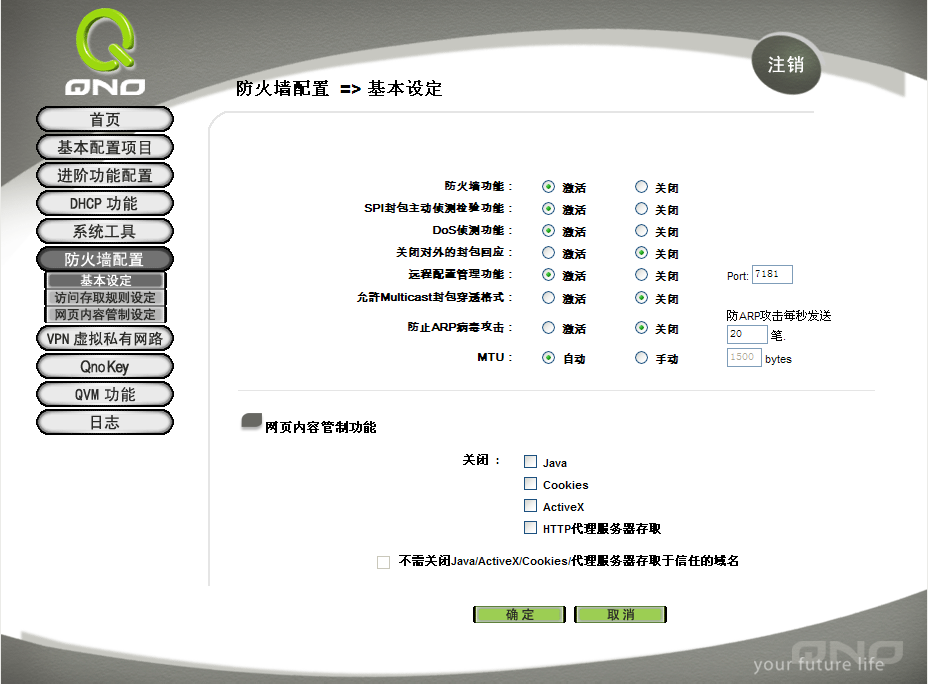 QNO
注销
防火墙配置 => 基本设定
首页
基本配置项目
进阶功能配置
DHCP 功能
系统工具
防火墙配置
基本设定
访问存取规则设定
网页内容管制设定
VPN 虚拟私有网路
QnoKey
QVM 功能
日志
防火墙功能： 激活 关闭
SPI封包主动侦测检验功能： 激活 关闭
DoS侦测功能： 激活 关闭
关闭对外的封包回应： 激活 关闭
远程配置管理功能： 激活 关闭 Port: 7181
允許Multicast封包穿透格式： 激活 关闭
防止ARP病毒攻击： 激活 关闭 防ARP攻击每秒发送
20 笔.
MTU： 自动 手动 1500 bytes
网页内容管制功能
关闭： Java
Cookies
ActiveX
HTTP代理服务器存取
不需关闭Java/ActiveX/Cookies/代理服务器存取于信任的域名
确定 取消
QNO
your future life